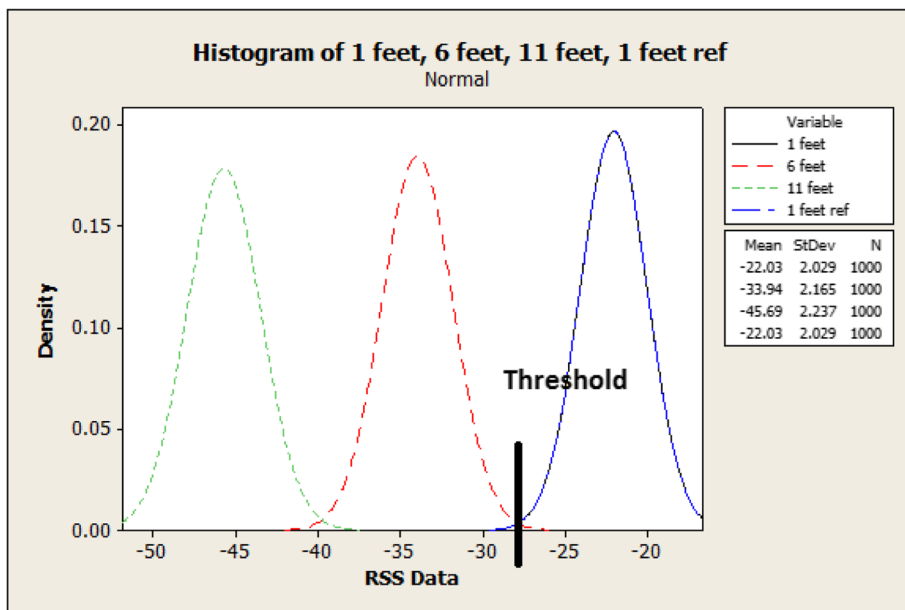 Histogram of 1 feet, 6 feet, 11 feet, 1 feet ref
Normal
0.20
0.15
0.10
0.05
0.00
Density
-50
-45
-40
-35
-30
-25
-20
RSS Data
Threshold
Variable
1 feet
6 feet
11 feet
1 feet ref
Mean StDev N
-22.03 2.029 1000
-33.94 2.165 1000
-45.69 2.237 1000
-22.03 2.029 1000